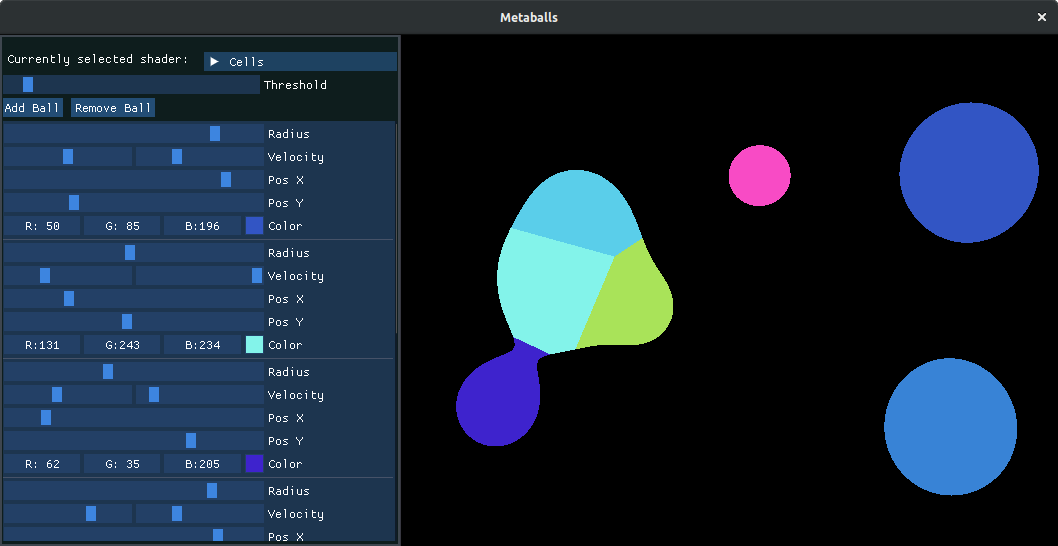 Metaballs
Currently selected shader: Cells
Threshold
Add Ball Remove Ball
Radius
Velocity
Pos X
Pos Y
R: 50 G: 85 B:196 Color
Radius
Velocity
Pos X
Pos Y
R:131 G:243 B:234 Color
Radius
Velocity
Pos X
Pos Y
R: 62 G: 35 B:205 Color
Radius
Velocity
Pos X